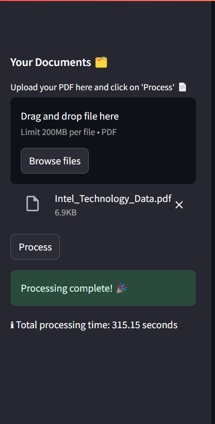 Your Documents 🗂️
Upload your PDF here and click on 'Process' 📄
Drag and drop file here
Limit 200MB per file • PDF
Browse files
Intel_Technology_Data.pdf
6.9KB
Process
Processing complete! 🎉
ℹ Total processing time: 315.15 seconds